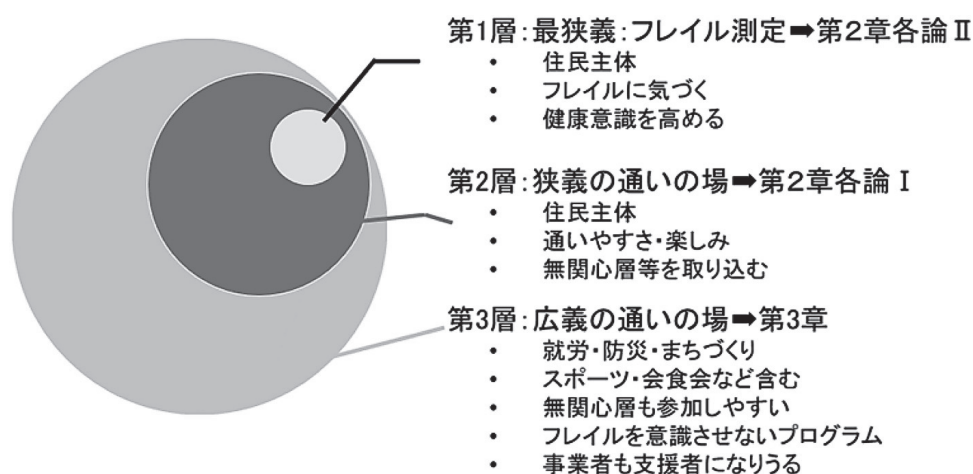 第1層:最狭義:フレイル測定➡第2章各論Ⅱ
• 住民主体
• フレイルに気づく
• 健康意識を高める
第2層:狭義の通いの場➡第2章各論Ⅰ
• 住民主体
• 通いやすさ・楽しみ
• 無関心層等を取り込む
第3層:広義の通いの場➡第3章
• 就労・防災・まちづくり
• スポーツ・会食会など含む
• 無関心層も参加しやすい
• フレイルを意識させないプログラム
• 事業者も支援者になりうる